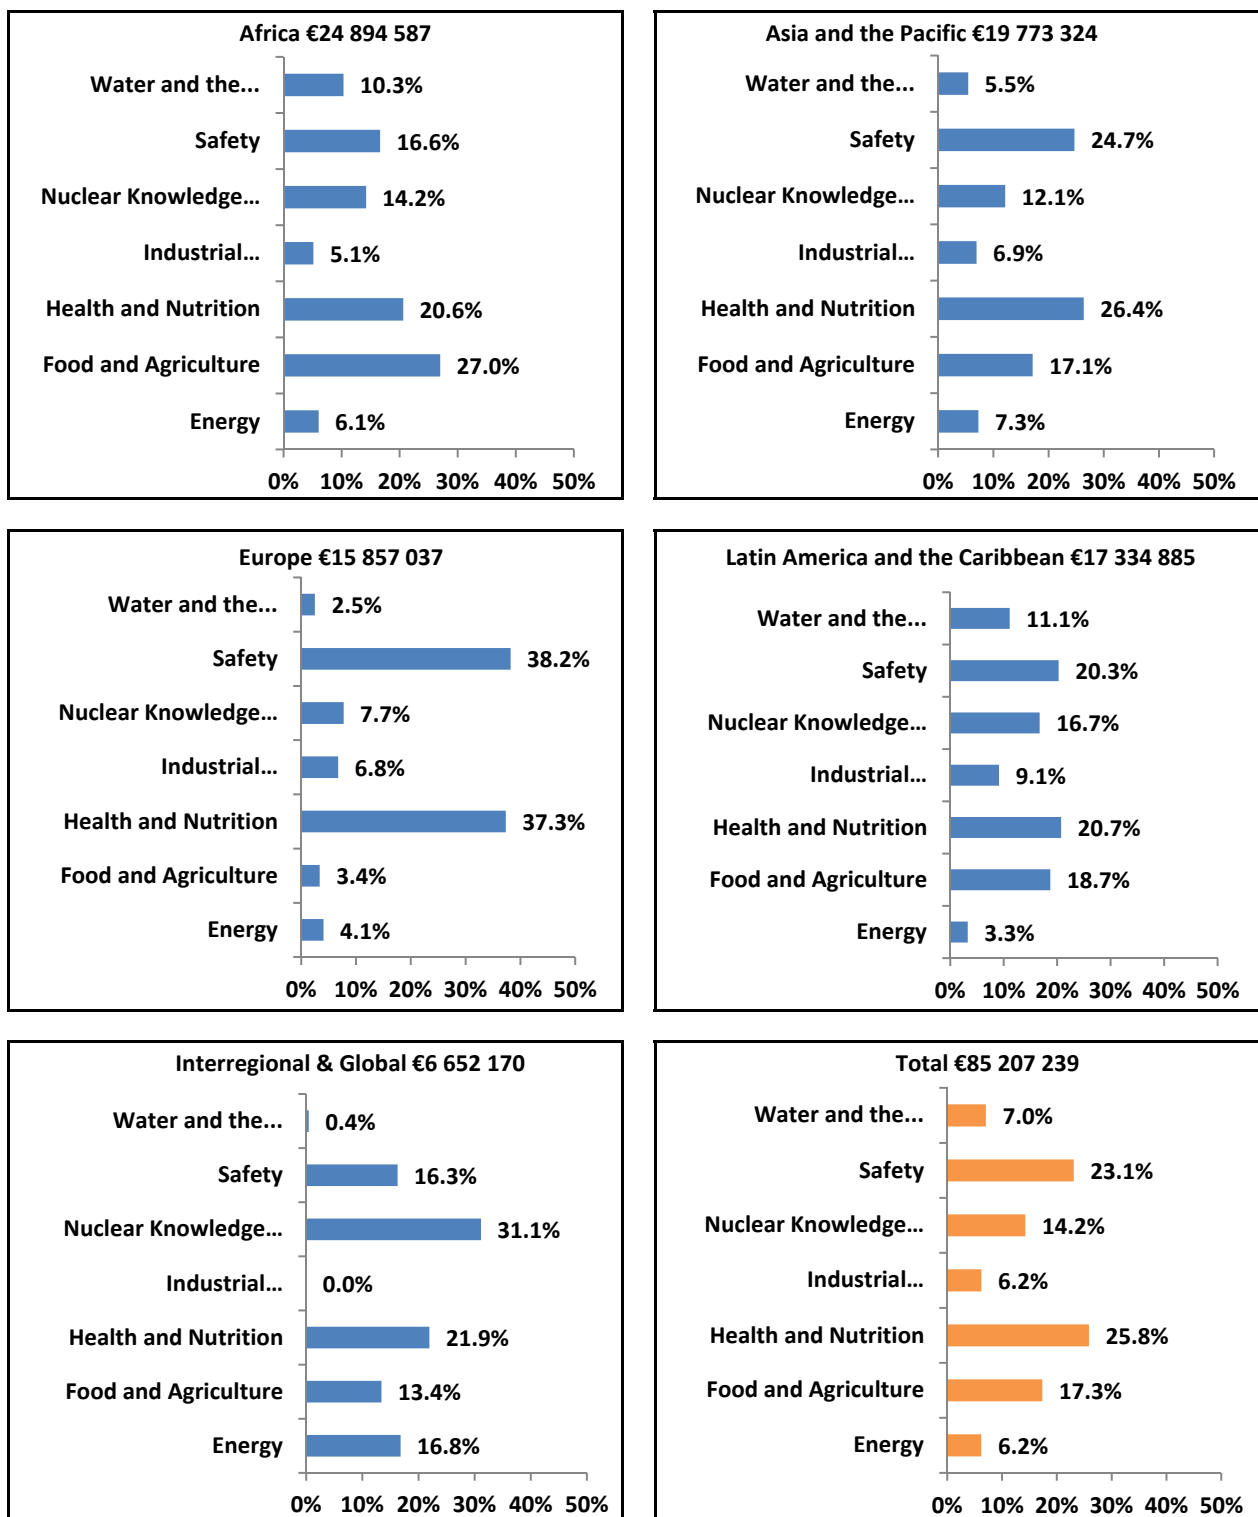 Africa €24 894 587
Water and the...
10.3%
Safety
16.6%
Nuclear Knowledge...
14.2%
Industrial...
5.1%
Health and Nutrition
20.6%
Food and Agriculture
27.0%
Energy
6.1%
0% 10% 20% 30% 40% 50%
Asia and the Pacific €19 773 324
Water and the...
5.5%
Safety
24.7%
Nuclear Knowledge...
12.1%
Industrial...
6.9%
Health and Nutrition
26.4%
Food and Agriculture
17.1%
Energy
7.3%
0% 10% 20% 30% 40% 50%
Europe €15 857 037
Water and the...
2.5%
Safety
38.2%
Nuclear Knowledge...
7.7%
Industrial...
6.8%
Health and Nutrition
37.3%
Food and Agriculture
3.4%
Energy
4.1%
0% 10% 20% 30% 40% 50%
Latin America and the Caribbean €17 334 885
Water and the...
11.1%
Safety
20.3%
Nuclear Knowledge...
16.7%
Industrial...
9.1%
Health and Nutrition
20.7%
Food and Agriculture
18.7%
Energy
3.3%
0% 10% 20% 30% 40% 50%
Interregional & Global €6 652 170
Water and the...
0.4%
Safety
16.3%
Nuclear Knowledge...
31.1%
Industrial...
0.0%
Health and Nutrition
21.9%
Food and Agriculture
13.4%
Energy
16.8%
0% 10% 20% 30% 40% 50%
Total €85 207 239
Water and the...
7.0%
Safety
23.1%
Nuclear Knowledge...
14.2%
Industrial...
6.2%
Health and Nutrition
25.8%
Food and Agriculture
17.3%
Energy
6.2%
0% 10% 20% 30% 40% 50%